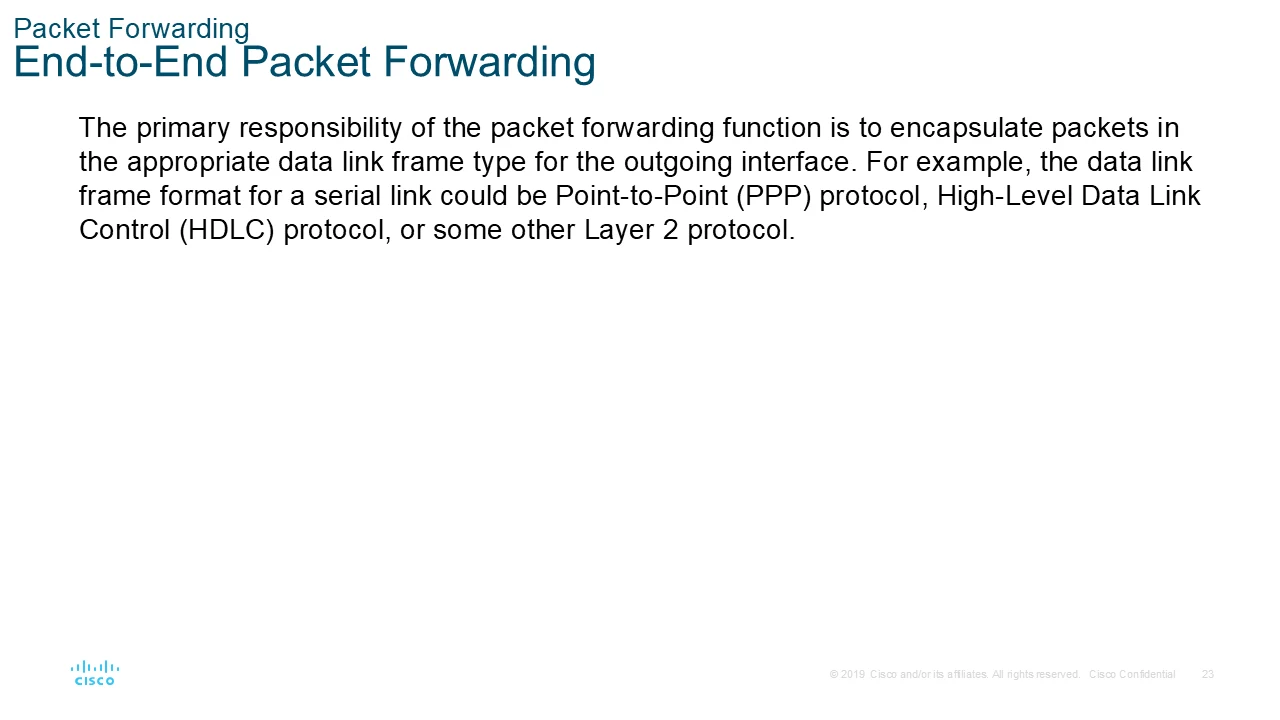 Packet Forwarding
End-to-End Packet Forwarding
The primary responsibility of the packet forwarding function is to encapsulate packets in
the appropriate data link frame type for the outgoing interface. For example, the data link
frame format for a serial link could be Point-to-Point (PPP) protocol, High-Level Data Link
Control (HDLC) protocol, or some other Layer 2 protocol.
CISCO
© 2019 Cisco and/or its affiliates. All rights reserved. Cisco Confidential 23